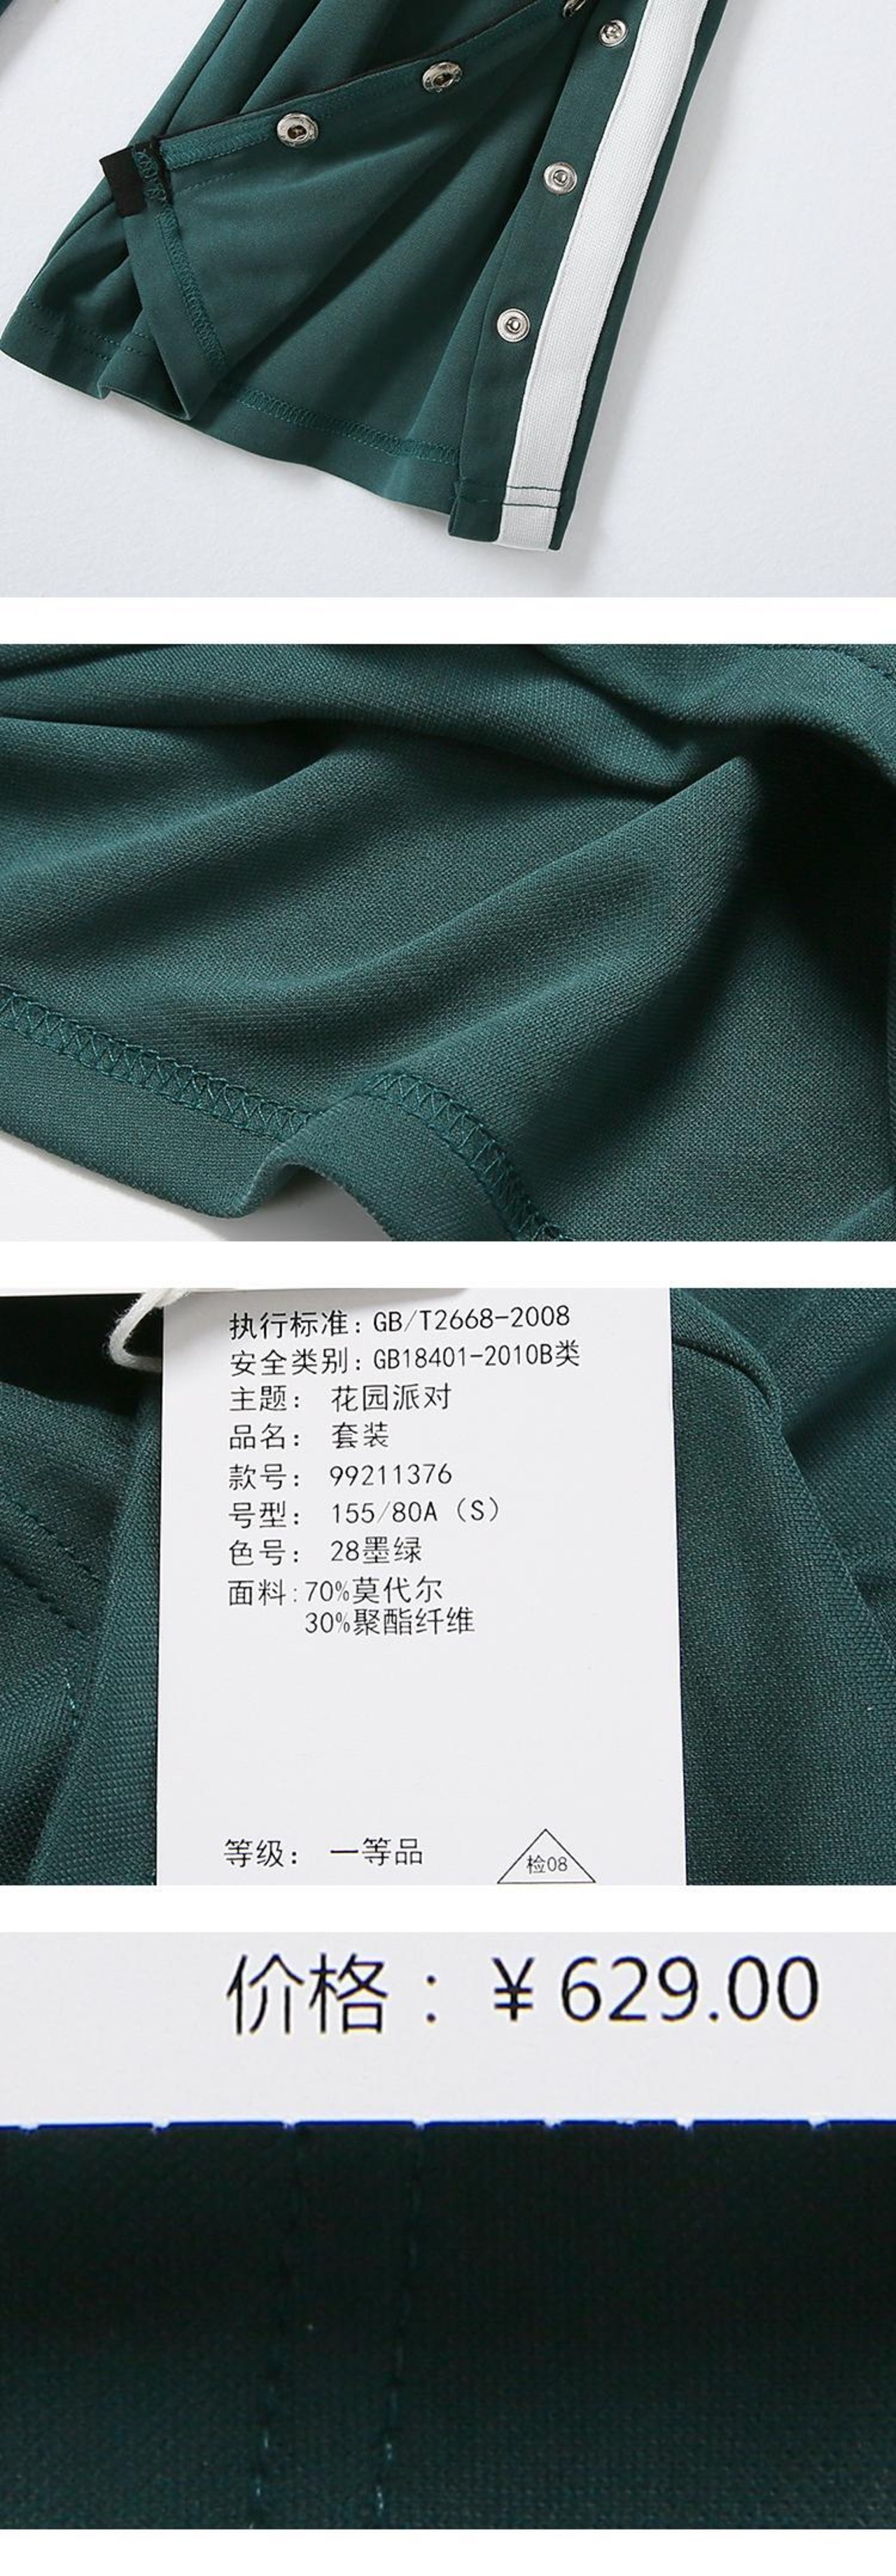 执行标准: GB/T2668-2008
安全类别: GB18401-2010B类
主题: 花园派对
品名: 套装
款号: 99211376
号型: 155/80A (S)
色号: 28墨绿
面料:70%莫代尔
30%聚酯纤维
等级: 一等品
检08
价格:¥629.00